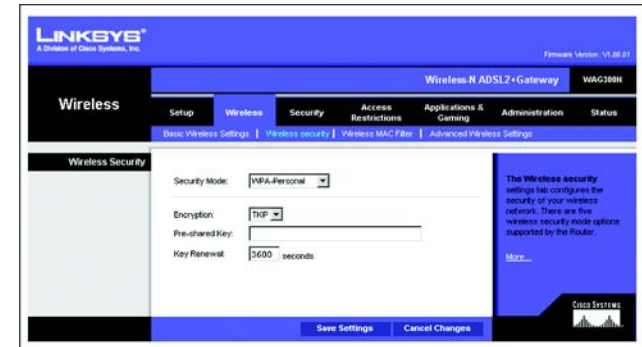 LINKSYS®
A Division of Cisco Systems, Inc.
Firmware Version: V1.00.01
Wireless-N ADSL2+Gateway
WAG300N
Wireless
Setup
Wireless
Security
Access Restrictions
Applications & Gaming
Administration
Status
Basic Wireless Settings | Wireless security | Wireless MAC Filter | Advanced Wireless Settings
Wireless Security
Security Mode: WPA-Personal
Encryption: TKIP
Pre-shared Key:
Key Renewal: 3600 seconds
The Wireless security
settings tab configures the
security of your wireless
network. There are five
wireless security mode options
supported by the Router.
More...
CISCO SYSTEMS
Save Settings
Cancel Changes